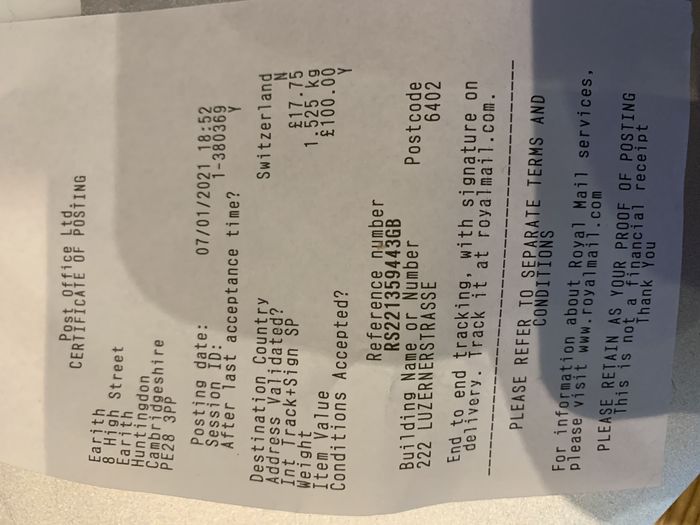 Post Office Ltd.
CERTIFICATE OF POSTING
Earith
8 High Street
Earith
Huntingdon
Cambridgeshire
PE28 3PP
Posting date: 07/01/2021 18:52
Session ID: 1-380369
After last acceptance time? Y
Destination Country Switzerland
Address Validated? N
Int Track+Sign SP £17.75
Weight 1.525 kg
Item Value £100.00
Conditions Accepted? Y
Reference number
RS221359443GB
Building Name or Number Postcode
222 LUZERNERSTRASSE 6402
End to end tracking, with signature on
delivery. Track it at royalmail.com.
PLEASE REFER TO SEPARATE TERMS AND
CONDITIONS
For information about Royal Mail services,
please visit www.royalmail.com
PLEASE RETAIN AS YOUR PROOF OF POSTING
This is not a financial receipt
Thank You